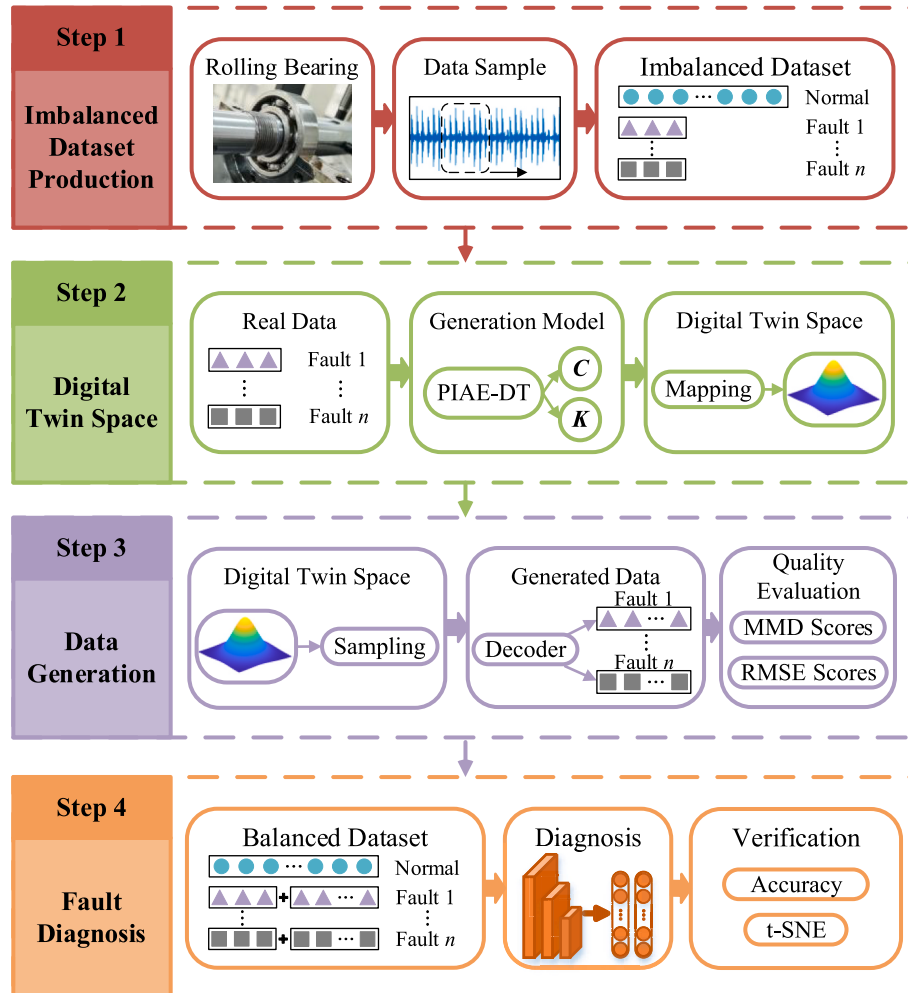 Step 1
Imbalanced
Dataset
Production
Rolling Bearing
Data Sample
Imbalanced Dataset
Normal
Fault 1
Fault n
Step 2
Digital
Twin Space
Real Data
Fault 1
Fault n
Generation Model
PIAE-DT
C
K
Digital Twin Space
Mapping
Step 3
Data
Generation
Digital Twin Space
Sampling
Generated Data
Decoder
Fault 1
Fault n
Quality
Evaluation
MMD Scores
RMSE Scores
Step 4
Fault
Diagnosis
Balanced Dataset
Normal
Fault 1
Fault n
Diagnosis
Verification
Accuracy
t-SNE